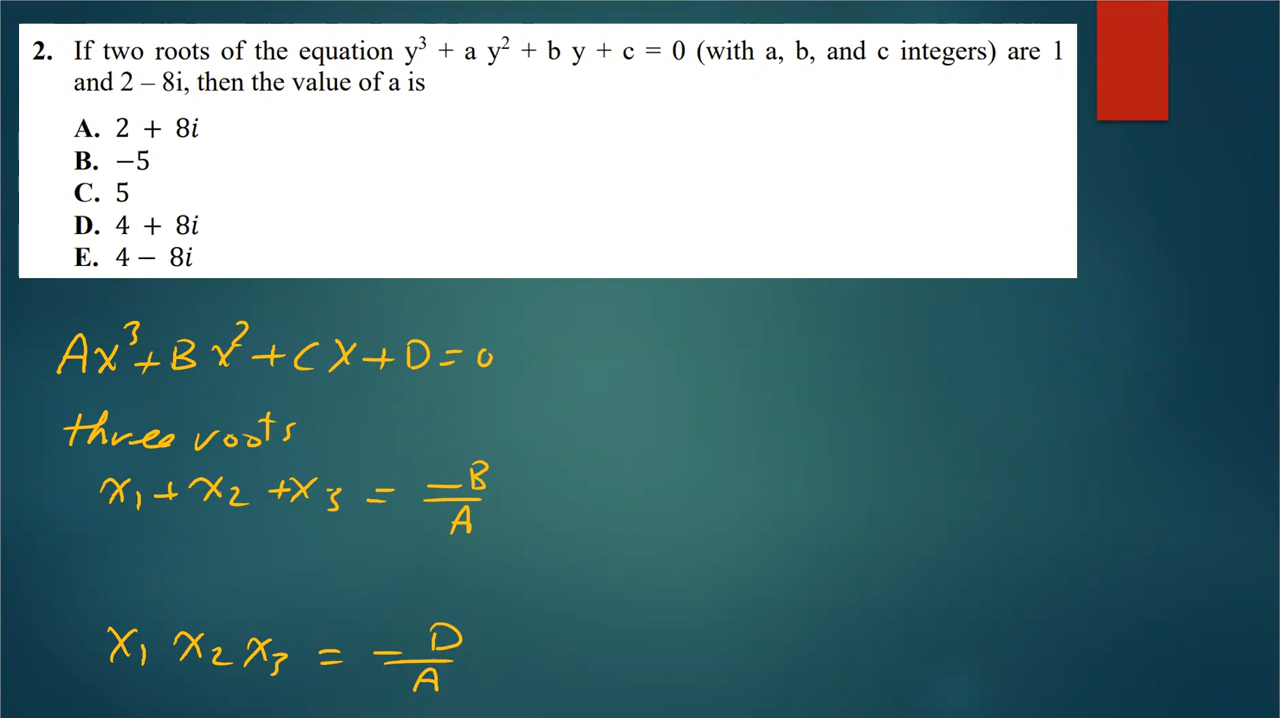 2. If two roots of the equation y³ + a y² + b y + c = 0 (with a, b, and c integers) are 1
and 2 – 8i, then the value of a is
A. 2 + 8i
B. −5
C. 5
D. 4 + 8i
E. 4 − 8i
Ax³+Bx²+Cx+D=0
three roots
x₁+x₂+x₃ = −B/A
x₁ x₂ x₃ = −D/A